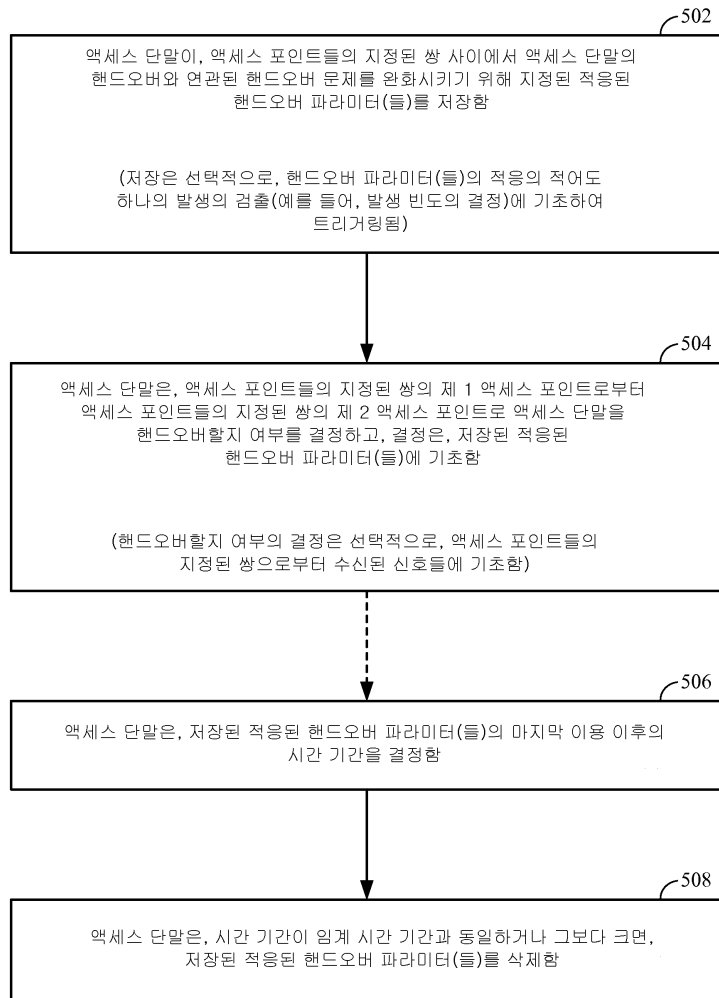 502
액세스 단말이, 액세스 포인트들의 지정된 쌍 사이에서 액세스 단말의
핸드오버와 연관된 핸드오버 문제를 완화시키기 위해 지정된 적응된
핸드오버 파라미터(들)를 저장함
(저장은 선택적으로, 핸드오버 파라미터(들)의 적응의 적어도
하나의 발생의 검출(예를 들어, 발생 빈도의 결정)에 기초하여
트리거링됨)
504
액세스 단말은, 액세스 포인트들의 지정된 쌍의 제 1 액세스 포인트로부터
액세스 포인트들의 지정된 쌍의 제 2 액세스 포인트로 액세스 단말을
핸드오버할지 여부를 결정하고, 결정은, 저장된 적응된
핸드오버 파라미터(들)에 기초함
(핸드오버할지 여부의 결정은 선택적으로, 액세스 포인트들의
지정된 쌍으로부터 수신된 신호들에 기초함)
506
액세스 단말은, 저장된 적응된 핸드오버 파라미터(들)의 마지막 이용 이후의
시간 기간을 결정함
508
액세스 단말은, 시간 기간이 임계 시간 기간과 동일하거나 그보다 크면,
저장된 적응된 핸드오버 파라미터(들)를 삭제함